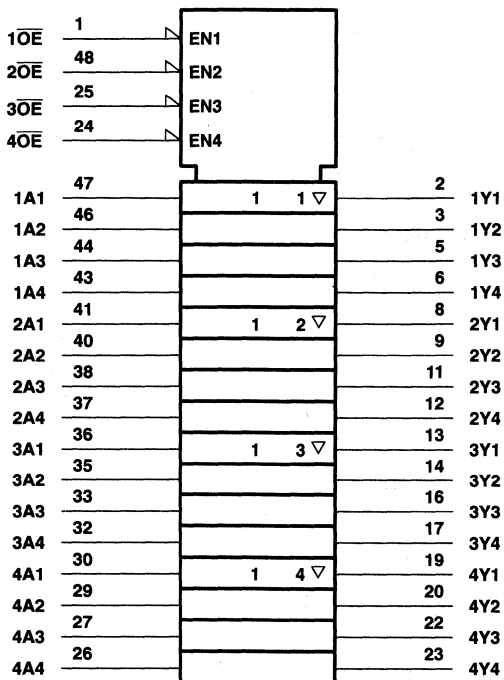 1OE 1 EN1
2OE 48 EN2
3OE 25 EN3
4OE 24 EN4
1A1 47 1 1 ▽ 2 1Y1
1A2 46 3 1Y2
1A3 44 5 1Y3
1A4 43 6 1Y4
2A1 41 1 2 ▽ 8 2Y1
2A2 40 9 2Y2
2A3 38 11 2Y3
2A4 37 12 2Y4
3A1 36 1 3 ▽ 13 3Y1
3A2 35 14 3Y2
3A3 33 16 3Y3
3A4 32 17 3Y4
4A1 30 1 4 ▽ 19 4Y1
4A2 29 20 4Y2
4A3 27 22 4Y3
4A4 26 23 4Y4